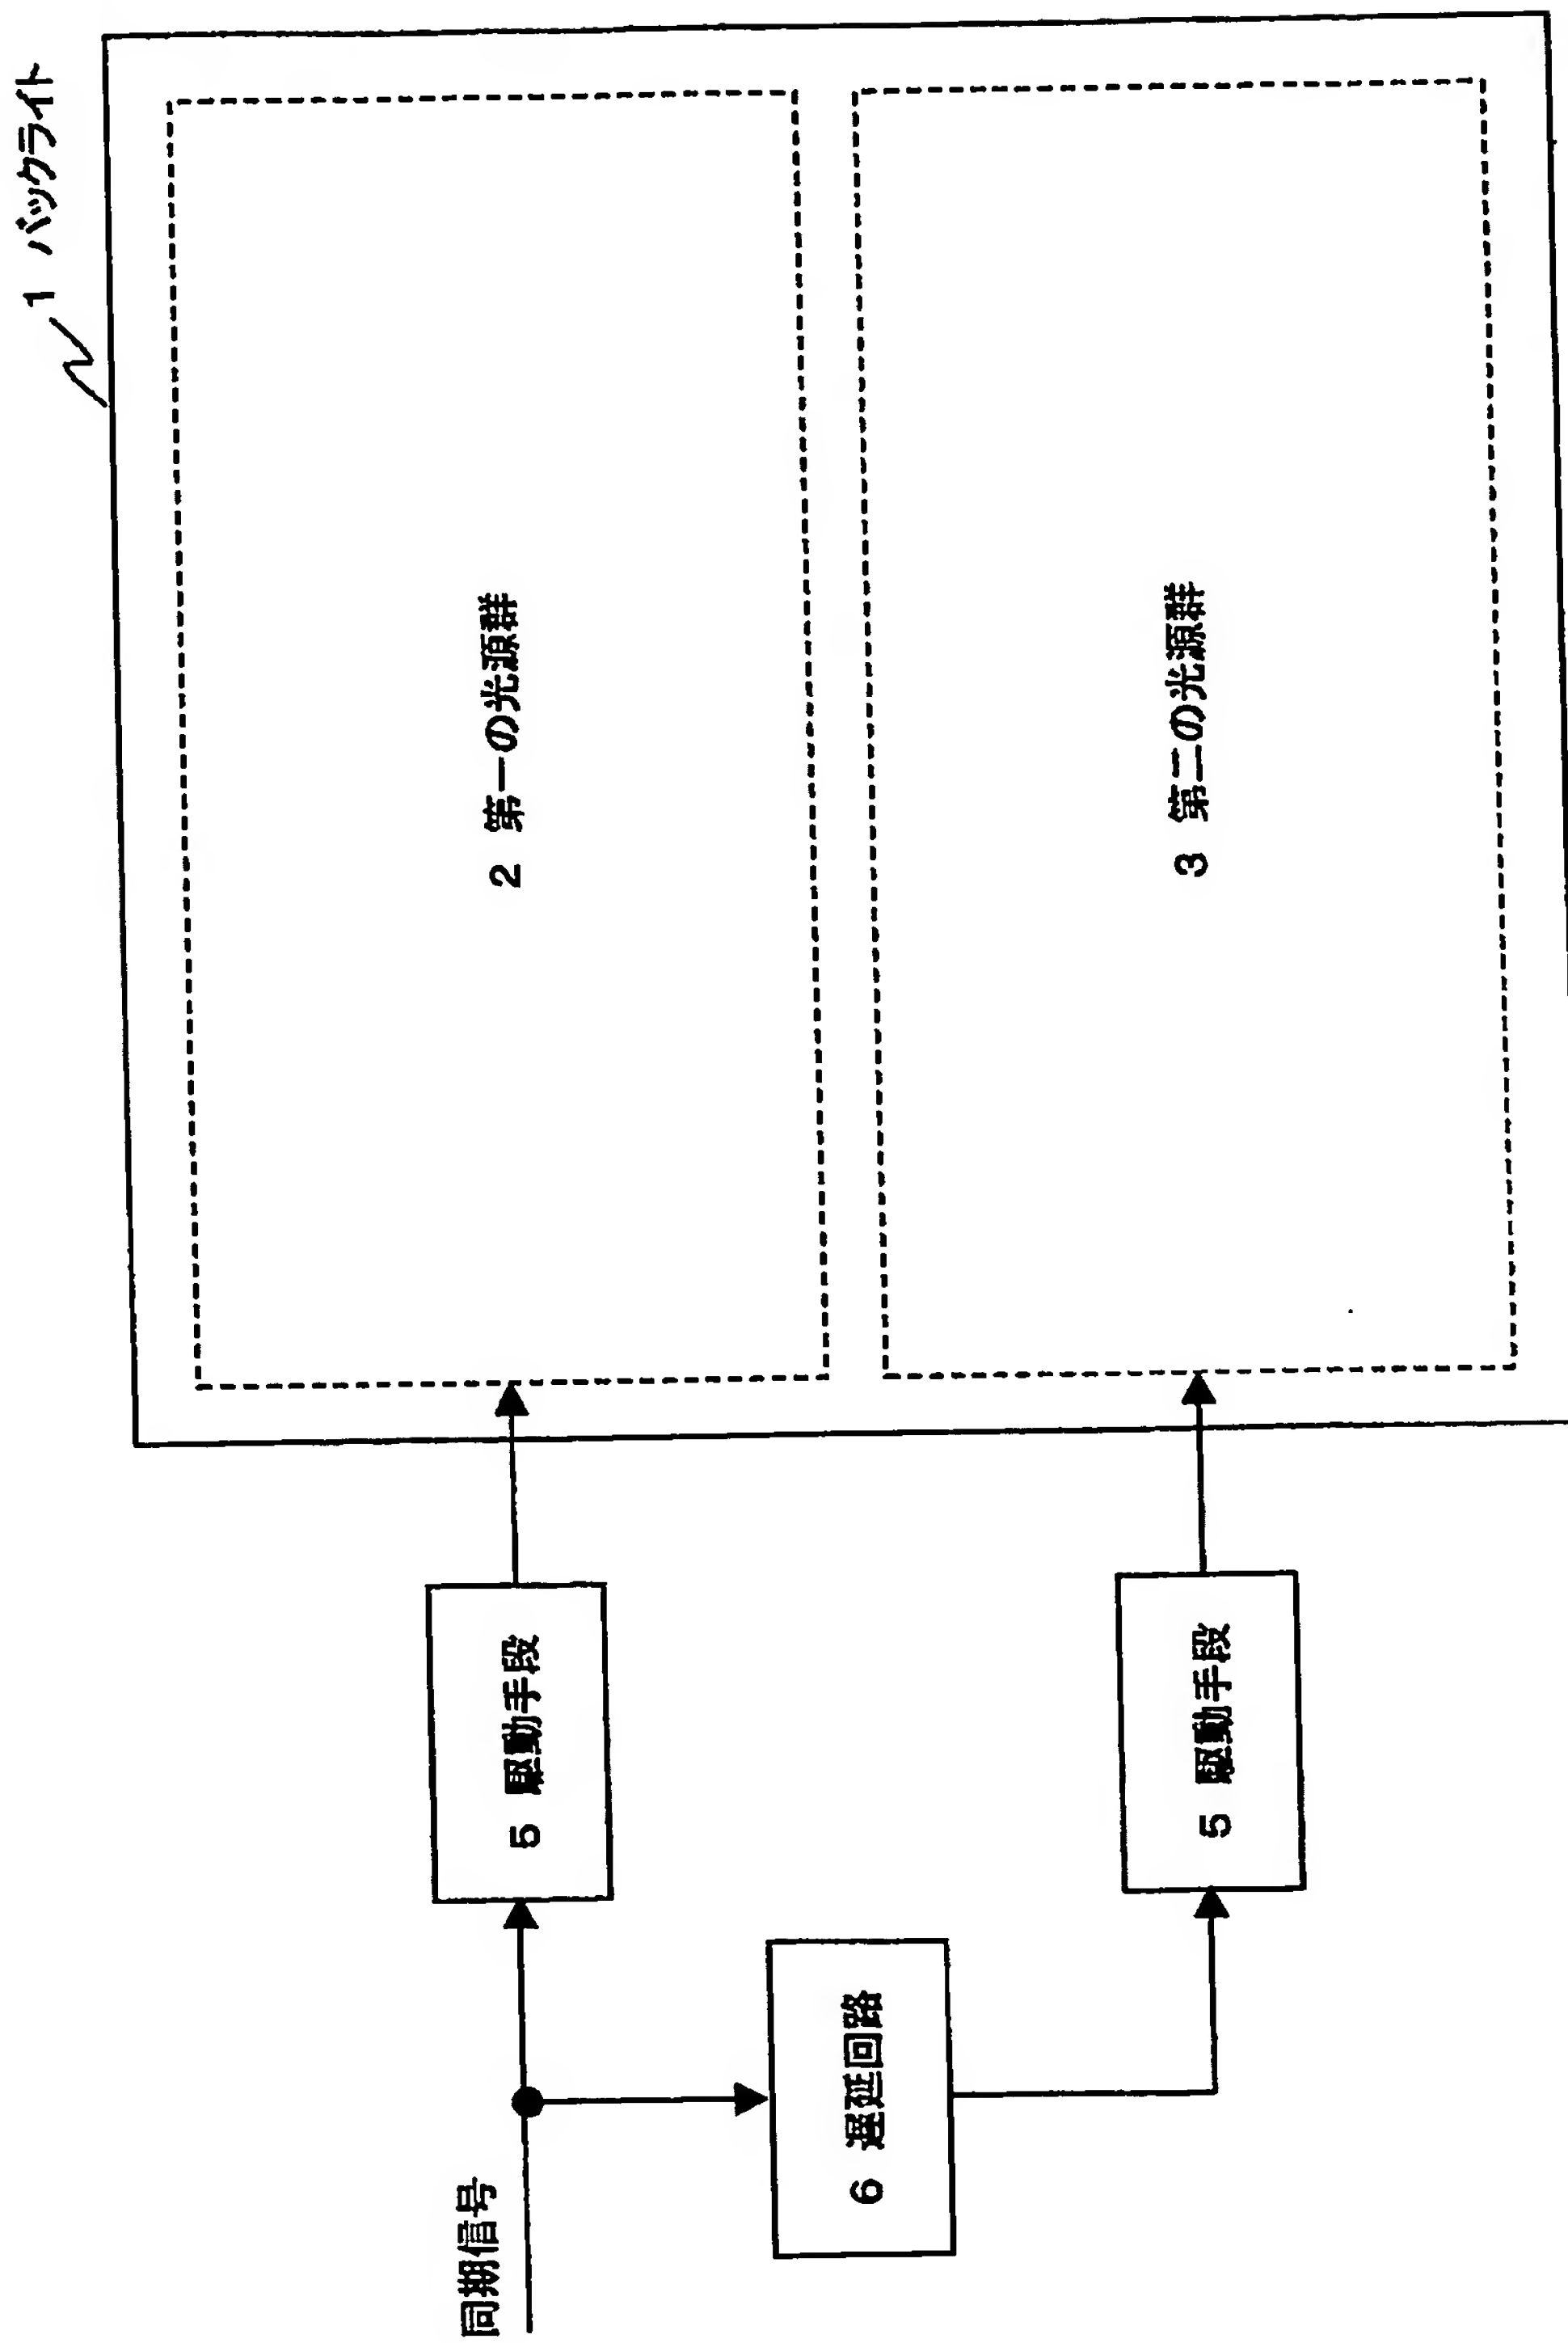 1 バックライト
2 第一の光源群
3 第二の光源群
5 駆動手段
5 駆動手段
6 遅延回路
同期信号